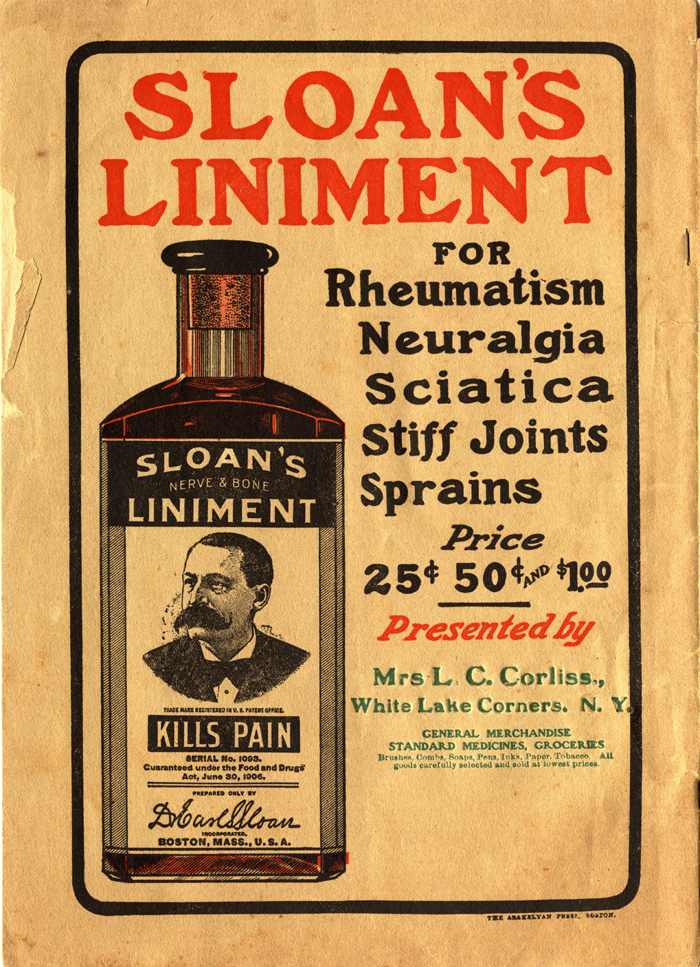 SLOAN'S
LINIMENT
FOR
Rheumatism
Neuralgia
Sciatica
Stiff Joints
Sprains
Price
25¢ 50¢ AND $1.00
Presented by
Mrs L. C. Corliss.,
White Lake Corners. N. Y.
GENERAL MERCHANDISE
STANDARD MEDICINES, GROCERIES
Brushes, Combs, Soaps, Pens, Inks, Paper, Tobacco. All
goods carefully selected and sold at lowest prices.
SLOAN'S
NERVE & BONE
LINIMENT
TRADE MARK REGISTERED IN U. S. PATENT OFFICE.
KILLS PAIN
SERIAL No. 1093.
Guaranteed under the Food and Drugs
Act, June 30, 1906.
PREPARED ONLY BY
D Earl S Sloan
INCORPORATED.
BOSTON, MASS., U. S. A.
THE ARAKELYAN PRESS, BOSTON.